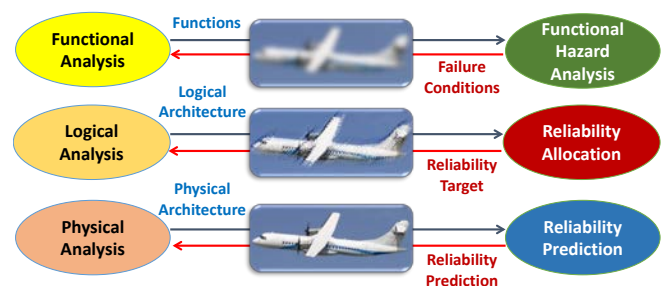 Functional
Analysis
Functions
Failure
Conditions
Functional
Hazard
Analysis
Logical
Analysis
Logical
Architecture
Reliability
Target
Reliability
Allocation
Physical
Analysis
Physical
Architecture
Reliability
Prediction
Reliability
Prediction